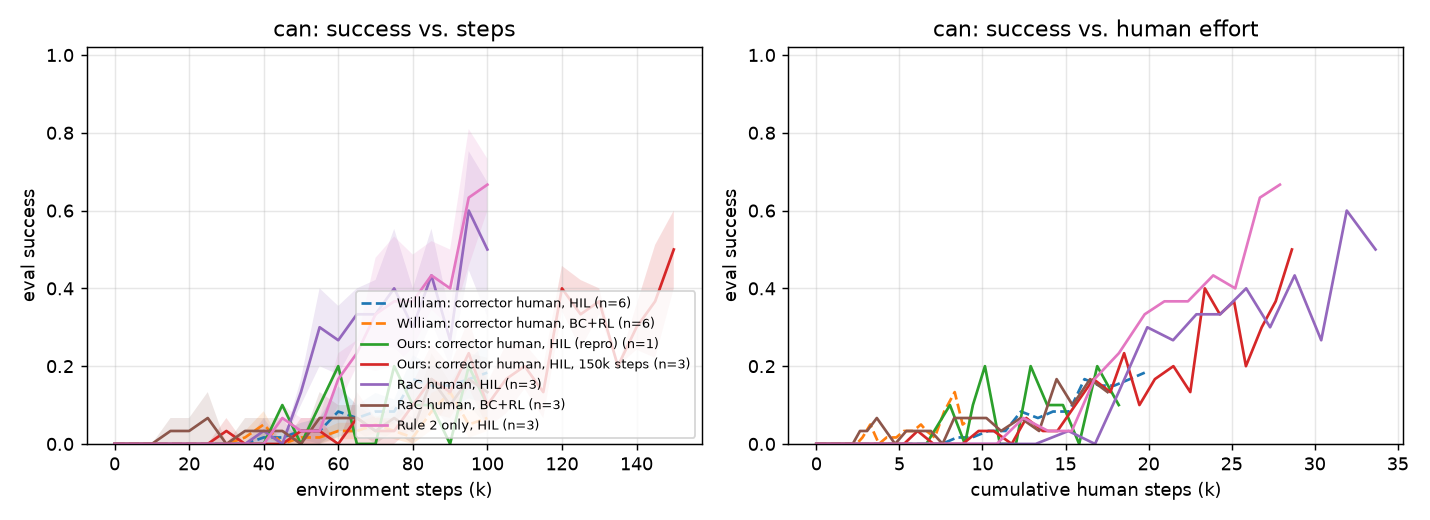 can: success vs. steps
1.0
0.8
0.6
0.4
0.2
0.0
eval success
0
20
40
60
80
100
120
140
environment steps (k)
William: corrector human, HIL (n=6)
William: corrector human, BC+RL (n=6)
Ours: corrector human, HIL (repro) (n=1)
Ours: corrector human, HIL, 150k steps (n=3)
RaC human, HIL (n=3)
RaC human, BC+RL (n=3)
Rule 2 only, HIL (n=3)
can: success vs. human effort
1.0
0.8
0.6
0.4
0.2
0.0
eval success
0
5
10
15
20
25
30
35
cumulative human steps (k)